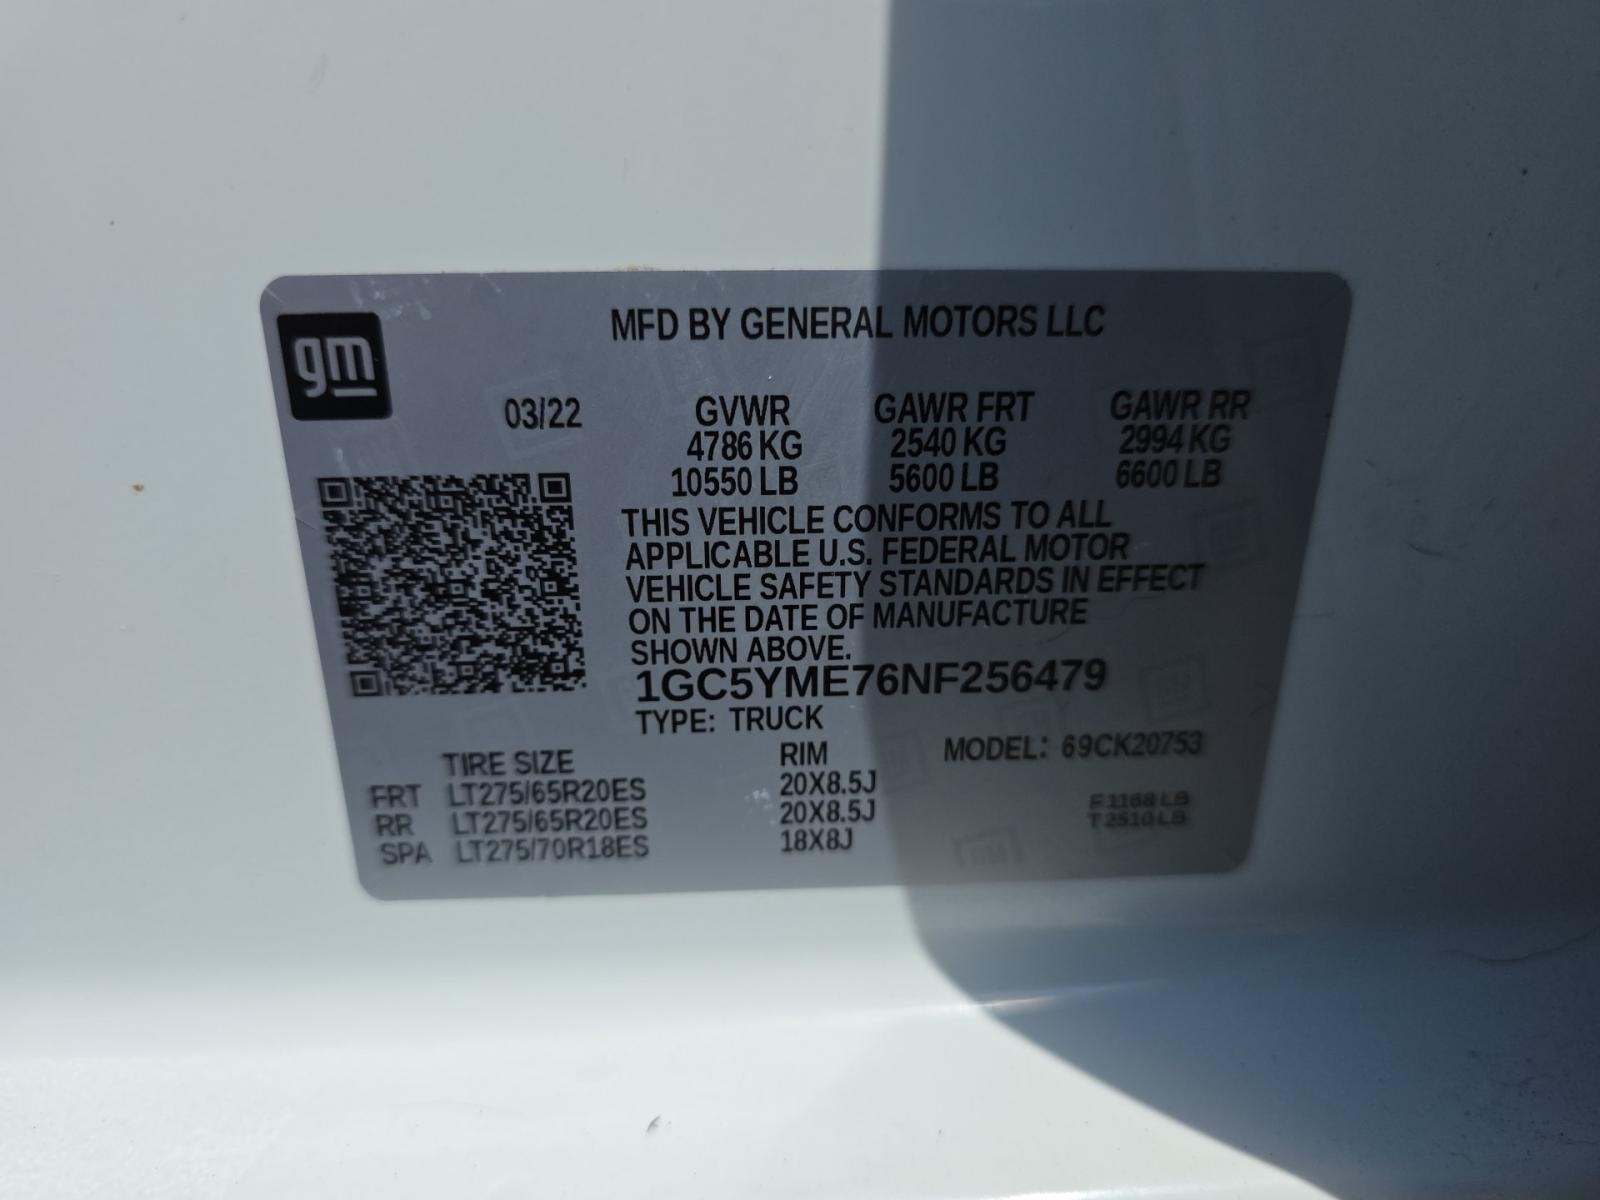 gm
MFD BY GENERAL MOTORS LLC
03/22 GVWR GAWR FRT GAWR RR
4786 KG 2540 KG 2994 KG
10550 LB 5600 LB 6600 LB
THIS VEHICLE CONFORMS TO ALL
APPLICABLE U.S. FEDERAL MOTOR
VEHICLE SAFETY STANDARDS IN EFFECT
ON THE DATE OF MANUFACTURE
SHOWN ABOVE.
1GC5YME76NF256479
TYPE: TRUCK
TIRE SIZE RIM MODEL: 69CK20753
FRT LT275/65R20ES 20X8.5J
RR LT275/65R20ES 20X8.5J
SPA LT275/70R18ES 18X8J
F 1168 LB
T 2510 LB